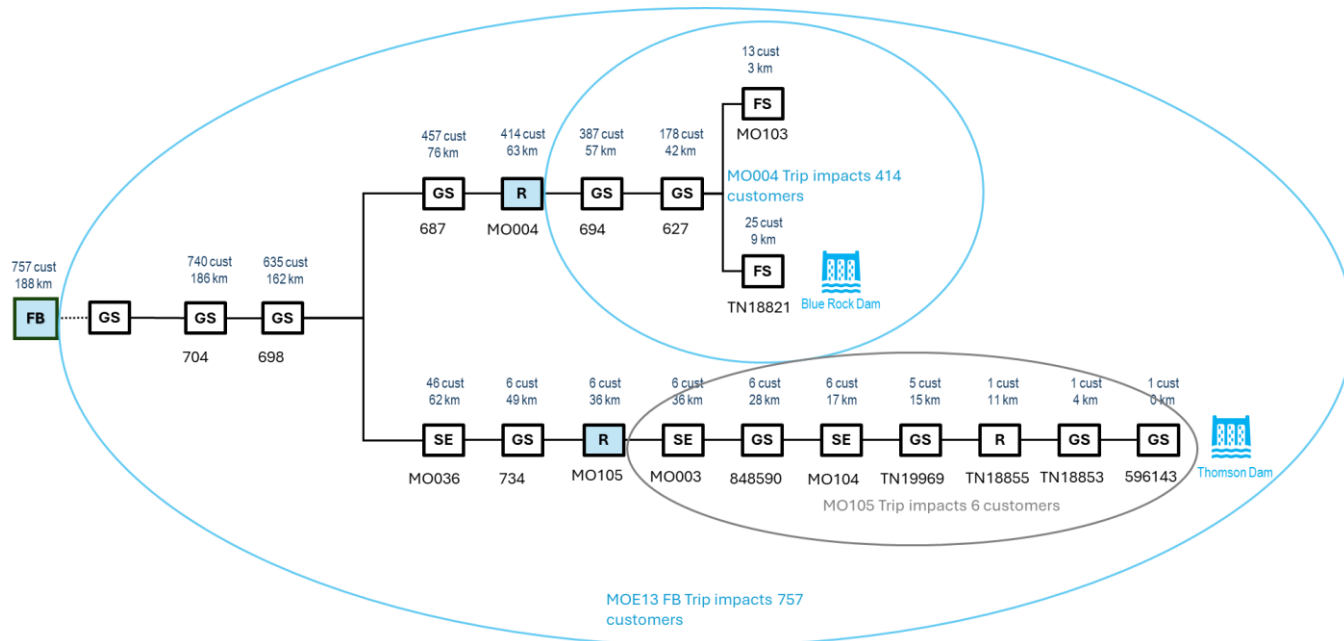 13 cust
3 km
FS
MO103
457 cust
76 km
414 cust
63 km
387 cust
57 km
178 cust
42 km
GS
R
GS
GS
687
MO004
694
627
MO004 Trip impacts 414
customers
25 cust
9 km
FS
TN18821
Blue Rock Dam
757 cust
188 km
740 cust
186 km
635 cust
162 km
FB
GS
GS
GS
704
698
46 cust
62 km
6 cust
49 km
6 cust
36 km
6 cust
36 km
6 cust
28 km
6 cust
17 km
5 cust
15 km
1 cust
11 km
1 cust
4 km
1 cust
0 km
SE
GS
R
SE
GS
SE
GS
R
GS
GS
MO036
734
MO105
MO003
848590
MO104
TN19969
TN18855
TN18853
596143
Thomson Dam
MO105 Trip impacts 6 customers
MOE13 FB Trip impacts 757
customers